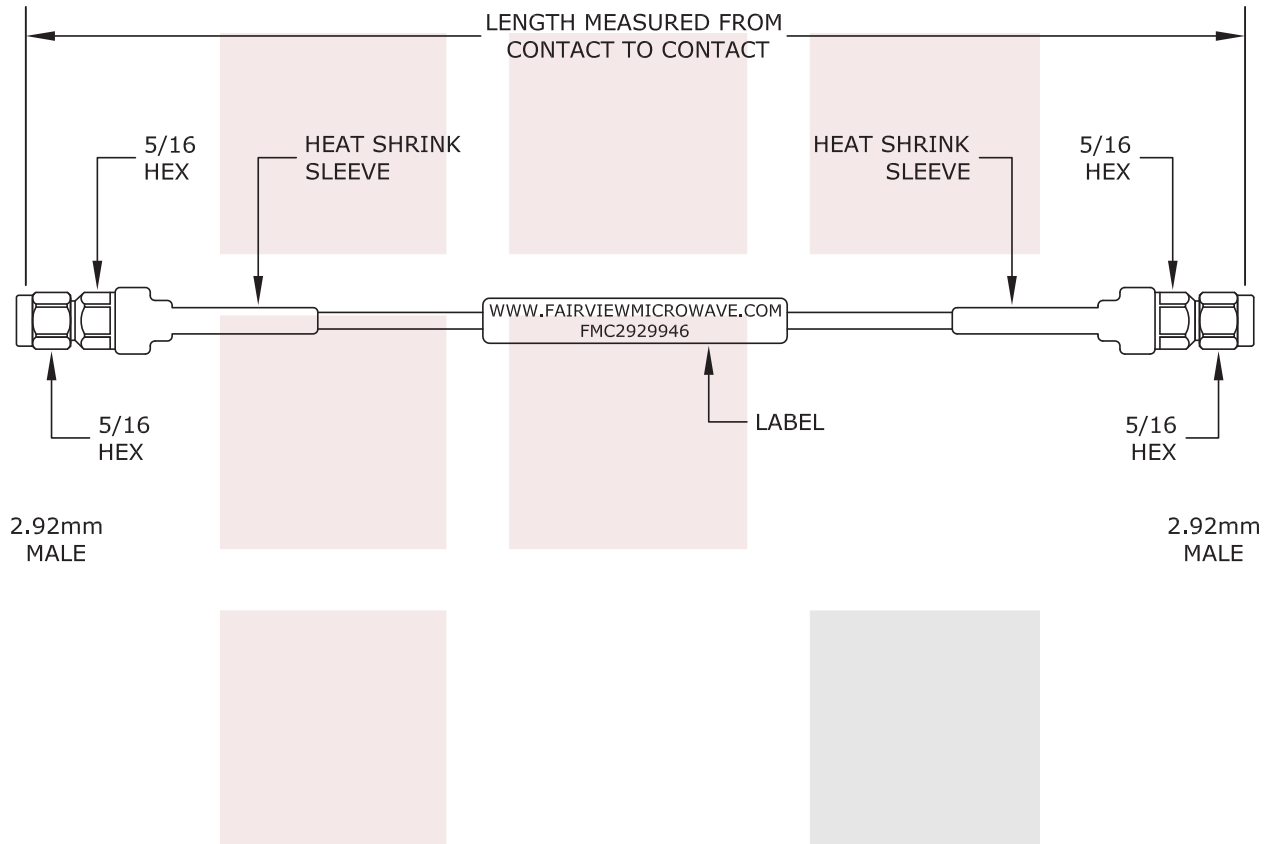 LENGTH MEASURED FROM
CONTACT TO CONTACT
5/16
HEX
HEAT SHRINK
SLEEVE
HEAT SHRINK
SLEEVE
5/16
HEX
WWW.FAIRVIEWMICROWAVE.COM
FMC2929946
5/16
HEX
LABEL
5/16
HEX
2.92mm
MALE
2.92mm
MALE